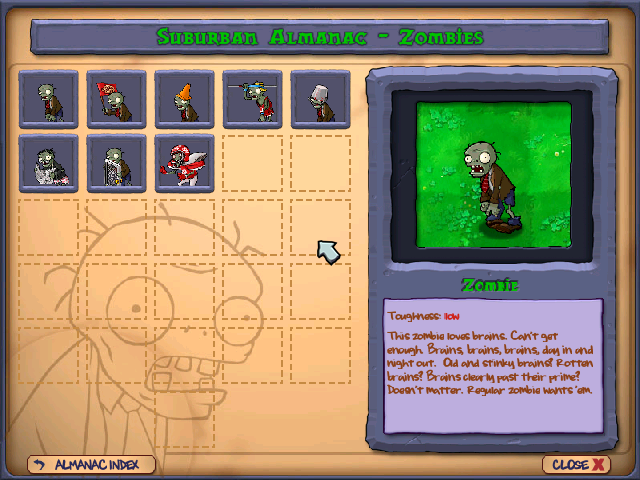 Suburban Almanac - Zombies
Zombie
Toughness: low
This zombie loves brains. Can't get
enough. Brains, brains, brains, day in and
night out. Old and stinky brains? Rotten
brains? Brains clearly past their prime?
Doesn't matter. Regular zombie wants 'em.
ALMANAC INDEX
CLOSE X